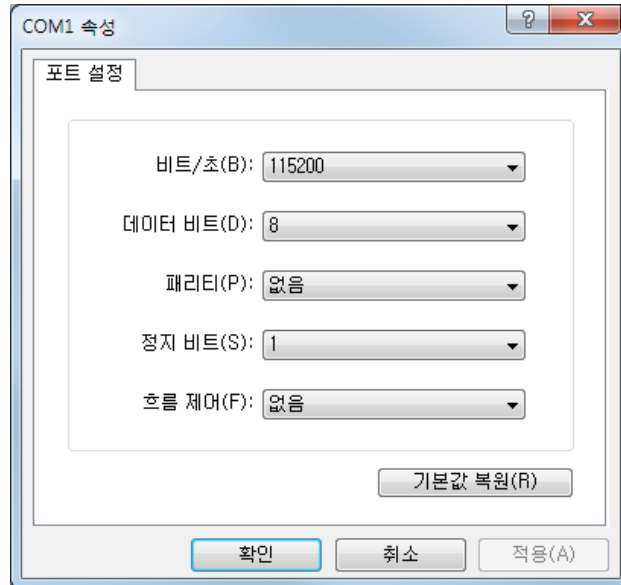 COM1 속성
포트 설정
비트/초(B): 115200
데이터 비트(D): 8
패리티(P): 없음
정지 비트(S): 1
흐름 제어(F): 없음
기본값 복원(R)
확인 취소 적용(A)